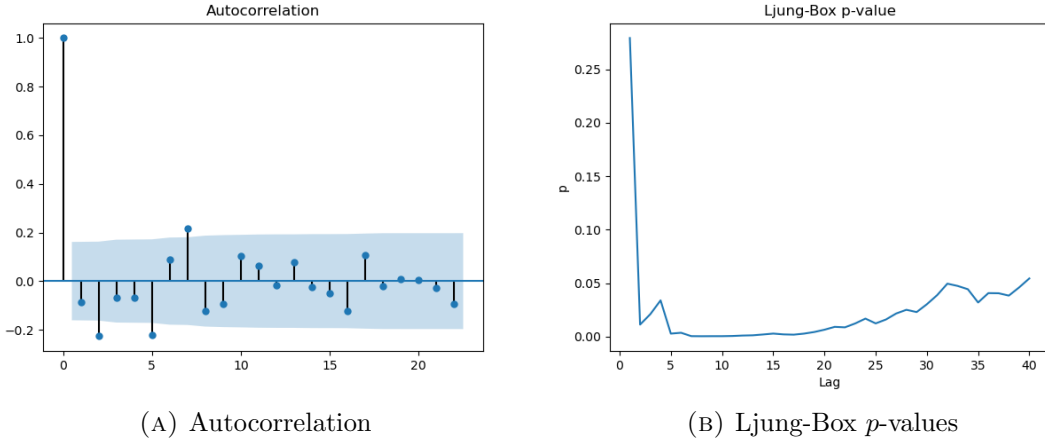 Autocorrelation
1.0
0.8
0.6
0.4
0.2
0.0
−0.2
0 5 10 15 20
(A) Autocorrelation
Ljung-Box p-value
0.25
0.20
0.15
0.10
0.05
0.00
p
0 5 10 15 20 25 30 35 40
Lag
(B) Ljung-Box p-values